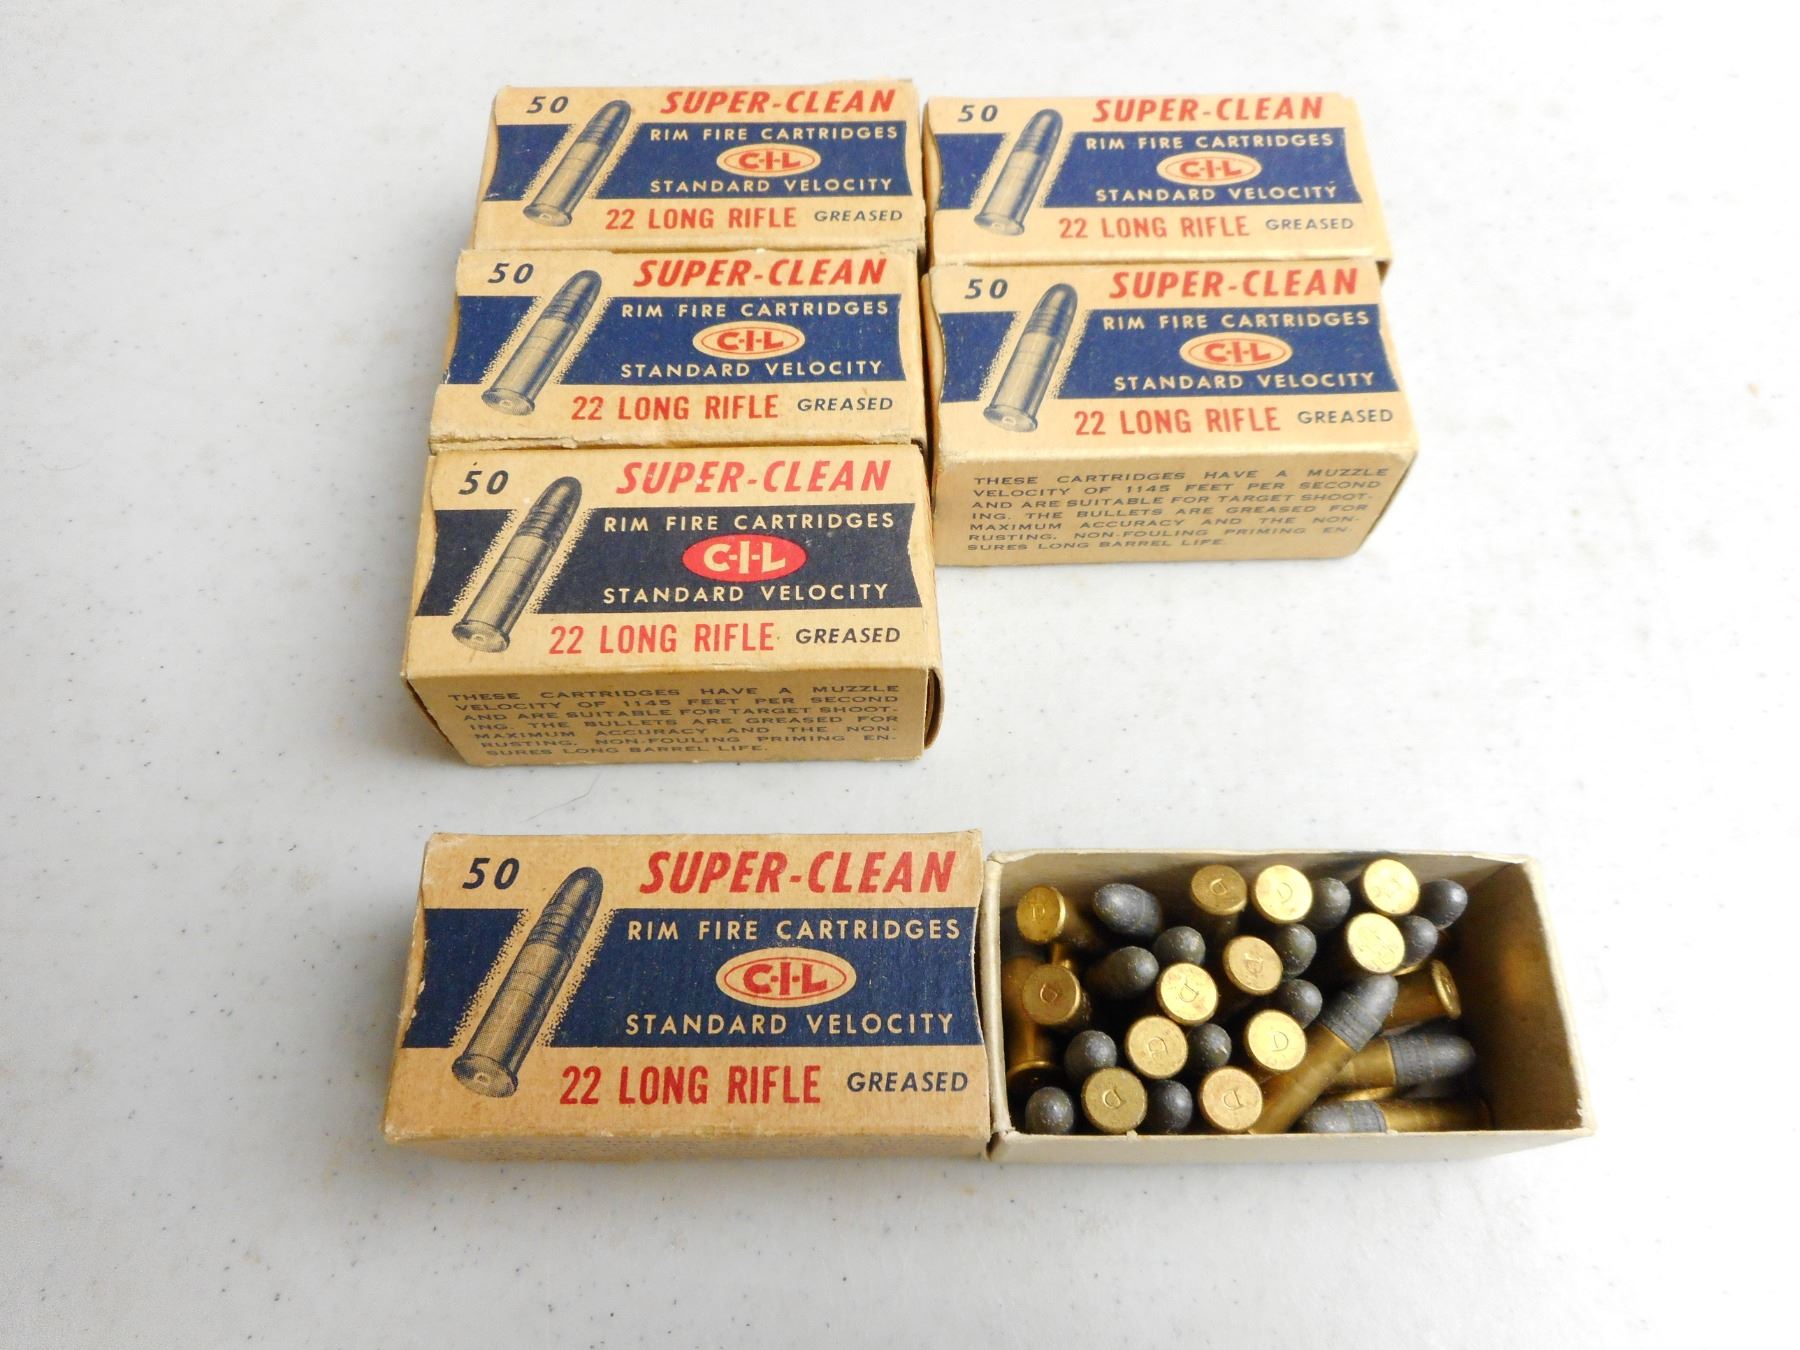 50 SUPER-CLEAN
RIM FIRE CARTRIDGES
C-I-L
STANDARD VELOCITY
22 LONG RIFLE GREASED
50 SUPER-CLEAN
RIM FIRE CARTRIDGES
C-I-L
STANDARD VELOCITY
22 LONG RIFLE GREASED
50 SUPER-CLEAN
RIM FIRE CARTRIDGES
C-I-L
STANDARD VELOCITY
22 LONG RIFLE GREASED
50 SUPER-CLEAN
RIM FIRE CARTRIDGES
C-I-L
STANDARD VELOCITY
22 LONG RIFLE GREASED
THESE CARTRIDGES HAVE A MUZZLE
VELOCITY OF 1145 FEET PER SECOND
AND ARE SUITABLE FOR TARGET SHOOT-
ING. THE BULLETS ARE GREASED FOR
MAXIMUM ACCURACY AND THE NON-
RUSTING, NON-FOULING PRIMING EN-
SURES LONG BARREL LIFE.
50 SUPER-CLEAN
RIM FIRE CARTRIDGES
C-I-L
STANDARD VELOCITY
22 LONG RIFLE GREASED
THESE CARTRIDGES HAVE A MUZZLE
VELOCITY OF 1145 FEET PER SECOND
AND ARE SUITABLE FOR TARGET SHOOT-
ING. THE BULLETS ARE GREASED FOR
MAXIMUM ACCURACY AND THE NON-
RUSTING, NON-FOULING PRIMING EN-
SURES LONG BARREL LIFE.
50 SUPER-CLEAN
RIM FIRE CARTRIDGES
C-I-L
STANDARD VELOCITY
22 LONG RIFLE GREASED
D
D
D
D
D
D
D